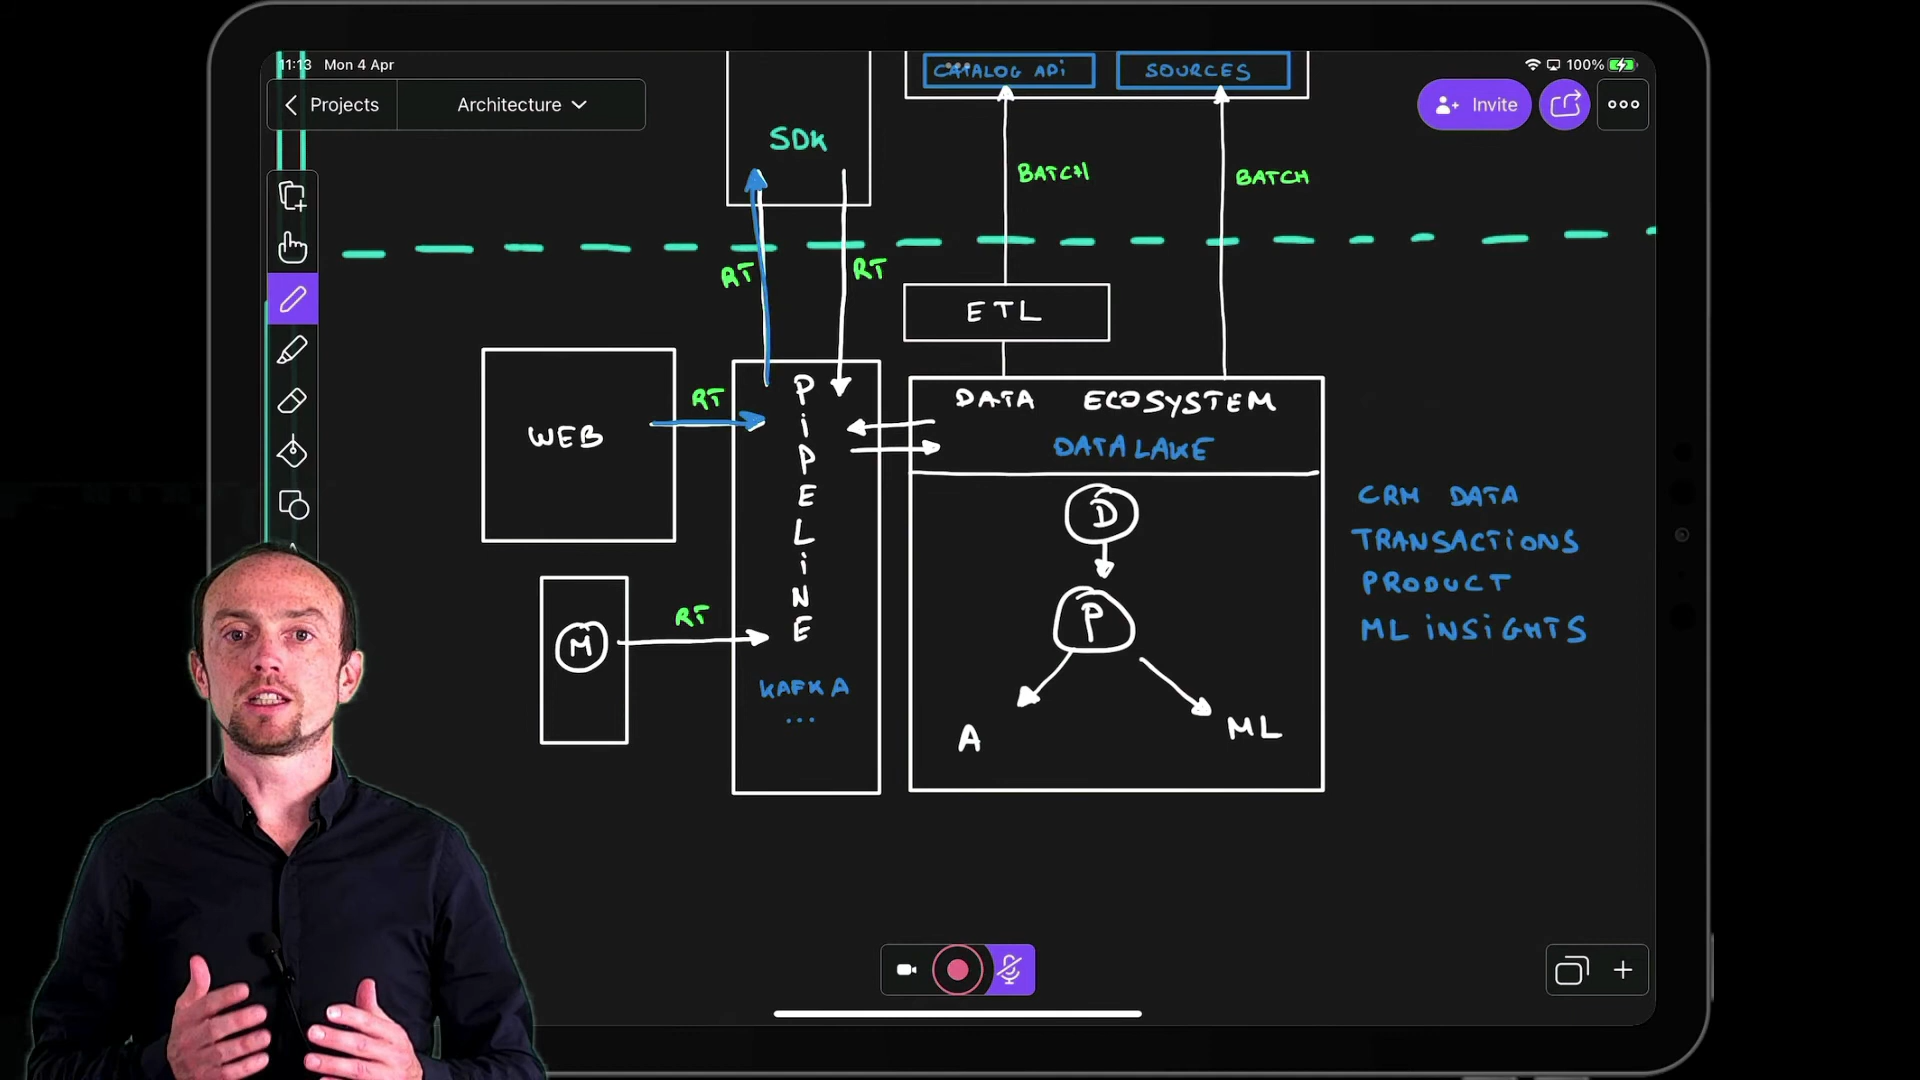 11:13 Mon 4 Apr
100%
Projects
Architecture
Invite
CATALOG APi
SOURCES
SDK
BATCH
BATCH
RT
RT
ETL
WEB
RT
PiPELiNE
KAFKA
...
M
RT
DATA ECOSYSTEM
DATA LAKE
D
P
A
ML
CRM DATA
TRANSACTiONS
PRODUCT
ML iNSiGHTS